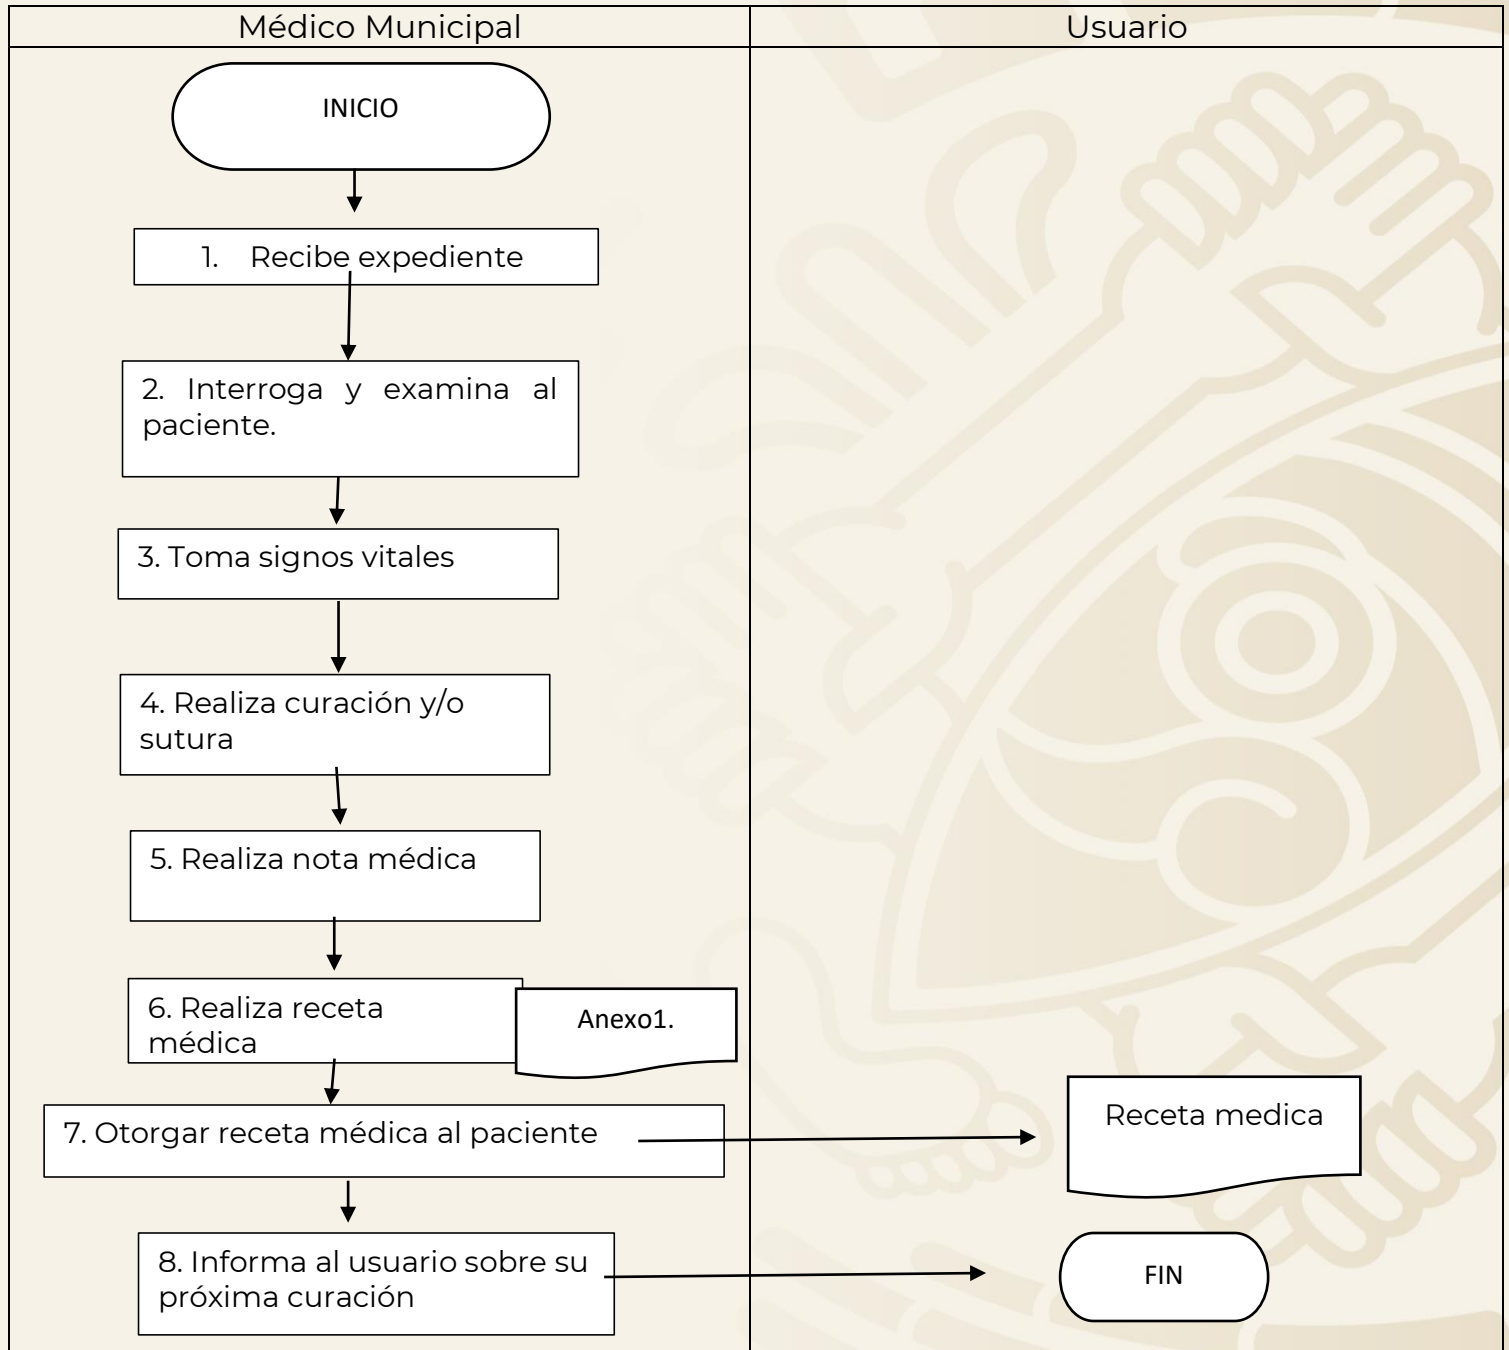 Médico Municipal
Usuario
INICIO
1. Recibe expediente
2. Interroga y examina al
paciente.
3. Toma signos vitales
4. Realiza curación y/o
sutura
5. Realiza nota médica
6. Realiza receta
médica
Anexo1.
7. Otorgar receta médica al paciente
Receta medica
8. Informa al usuario sobre su
próxima curación
FIN